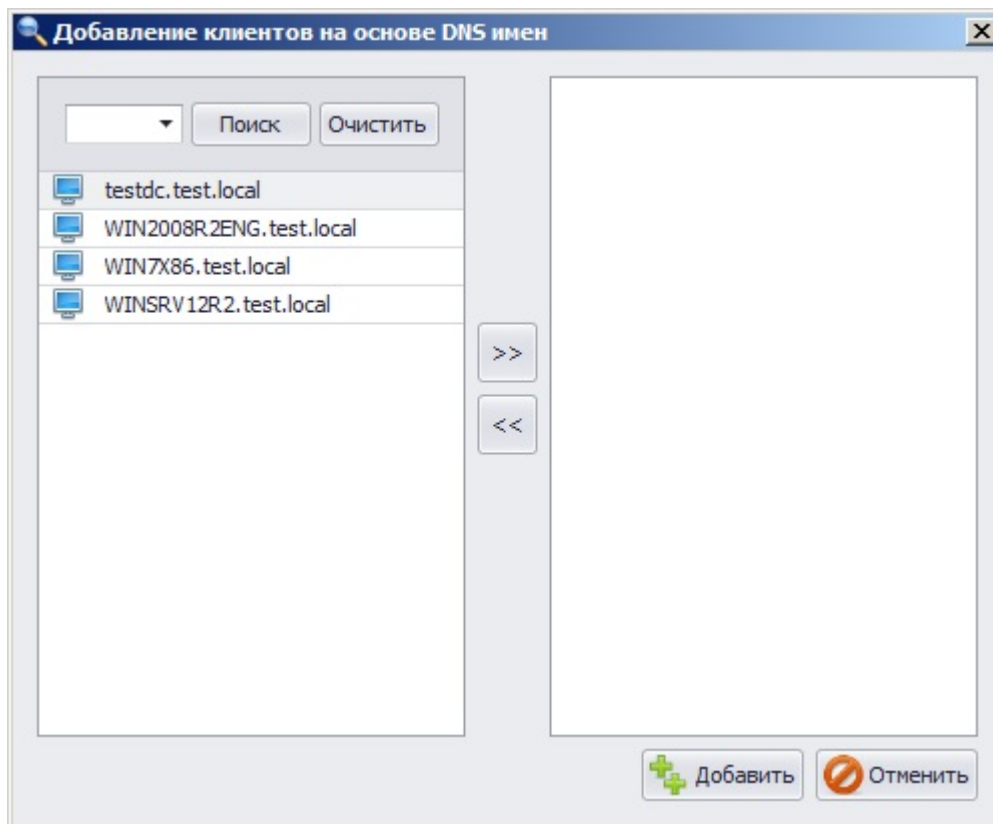 Добавление клиентов на основе DNS имен
Поиск Очистить
testdc.test.local
WIN2008R2ENG.test.local
WIN7X86.test.local
WINSRV12R2.test.local
>>
<<
Добавить Отменить